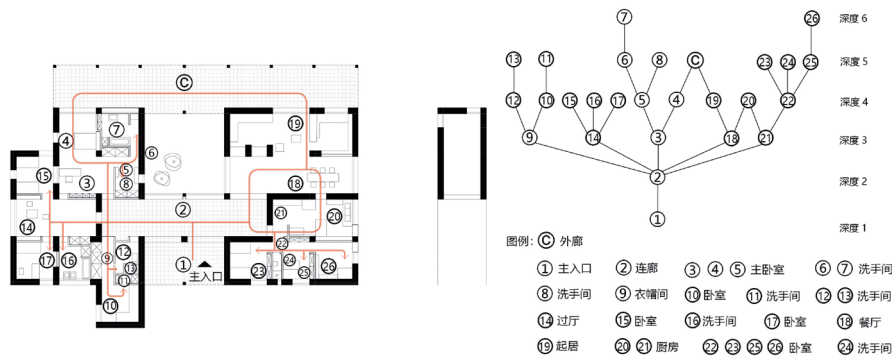 Ⓒ
④
⑦
⑥
⑲
⑮
③
⑤
⑧
⑱
②
㉑
⑳
⑭
⑨
⑫
①
主入口
㉒
⑰
⑯
⑬
⑪
㉓
㉔
㉕
㉖
⑩
⑦ ㉖ 深度 6
⑬ ⑪ ⑥ ⑧ Ⓒ ㉓ ㉔ ㉕ 深度 5
⑫ ⑩ ⑮ ⑯ ⑰ ⑤ ④ ⑲ ⑳ ㉒ 深度 4
⑨ ⑭ ③ ⑱ ㉑ 深度 3
② 深度 2
① 深度 1
图例: Ⓒ 外廊
① 主入口 ② 连廊 ③ ④ ⑤ 主卧室 ⑥ ⑦ 洗手间
⑧ 洗手间 ⑨ 衣帽间 ⑩ 卧室 ⑪ 洗手间 ⑫ ⑬ 洗手间
⑭ 过厅 ⑮ 卧室 ⑯ 洗手间 ⑰ 卧室 ⑱ 餐厅
⑲ 起居 ⑳ ㉑ 厨房 ㉒ ㉓ ㉕ ㉖ 卧室 ㉔ 洗手间